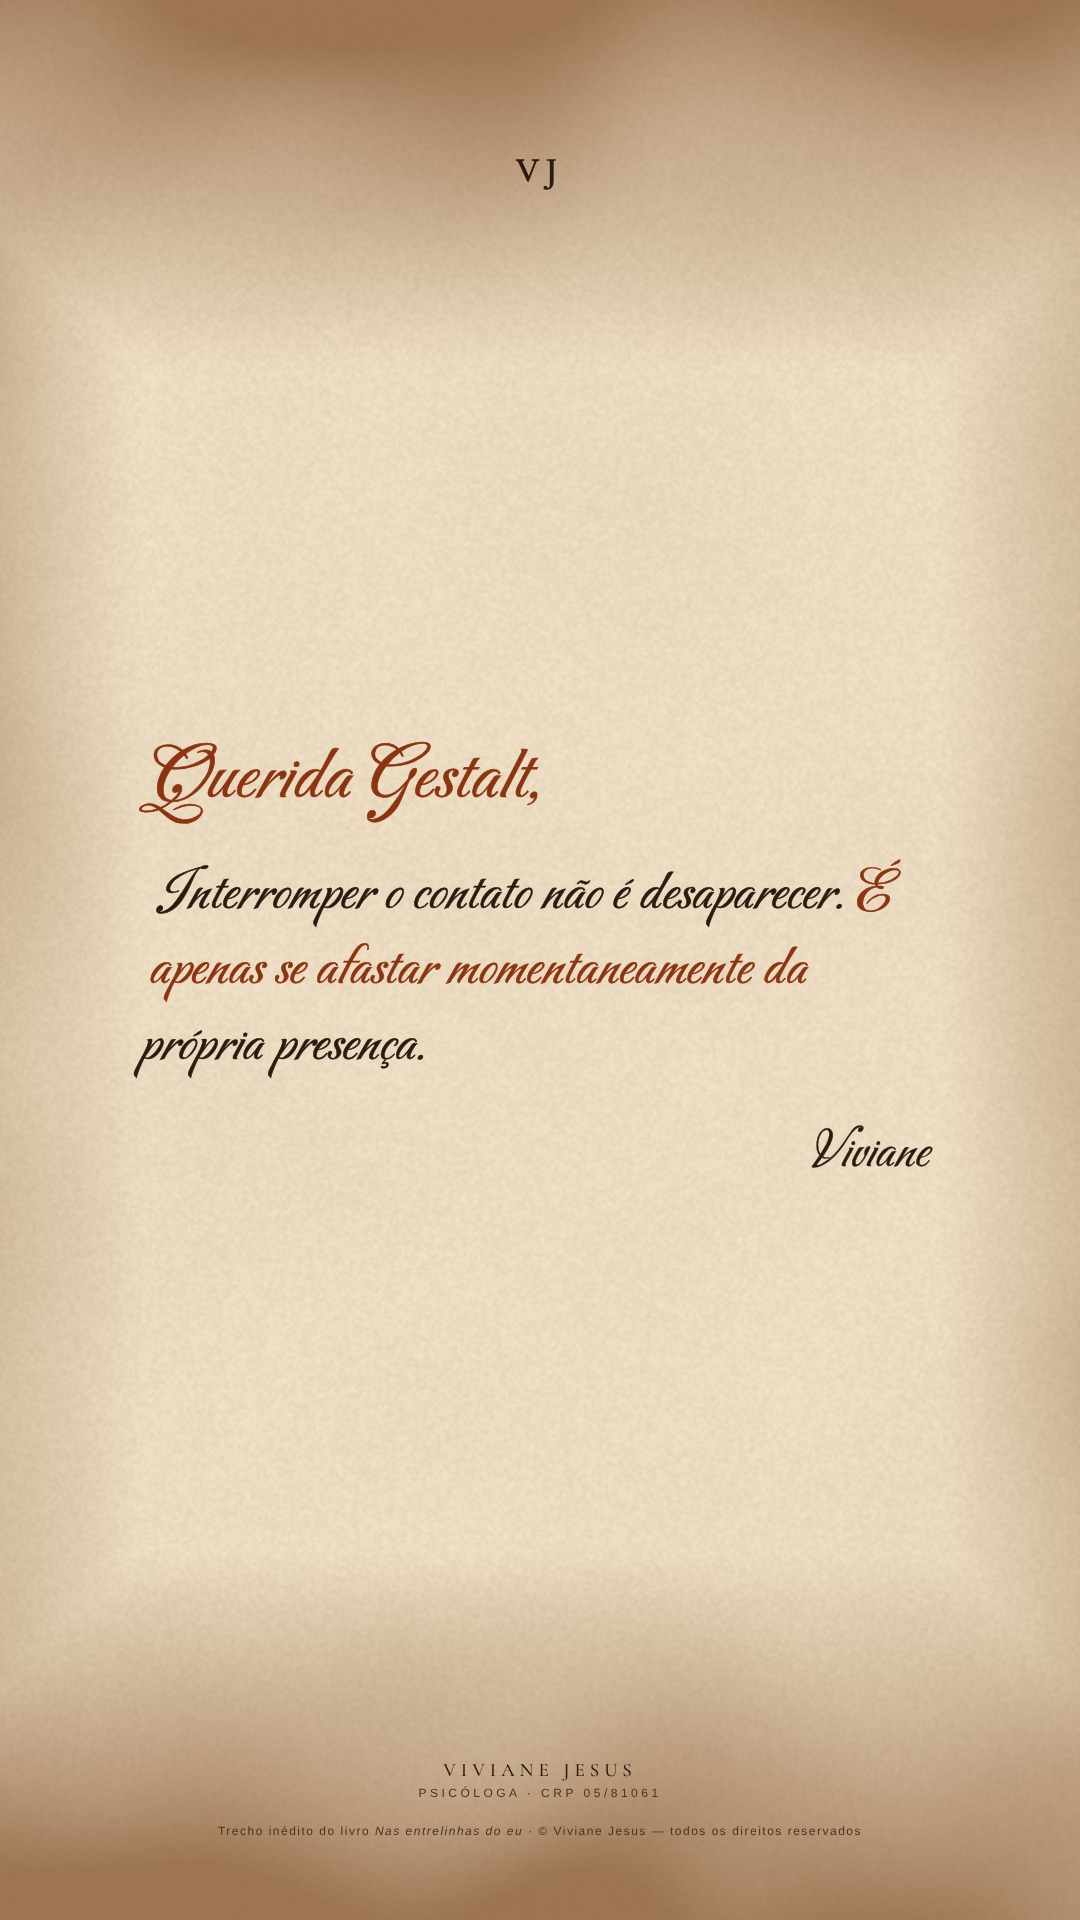 VJ
Querida Gestalt,
Interromper o contato não é desaparecer. É
apenas se afastar momentaneamente da
própria presença.
Viviane
VIVIANE JESUS
PSICÓLOGA · CRP 05/81061
Trecho inédito do livro Nas entrelinhas do eu · © Viviane Jesus — todos os direitos reservados